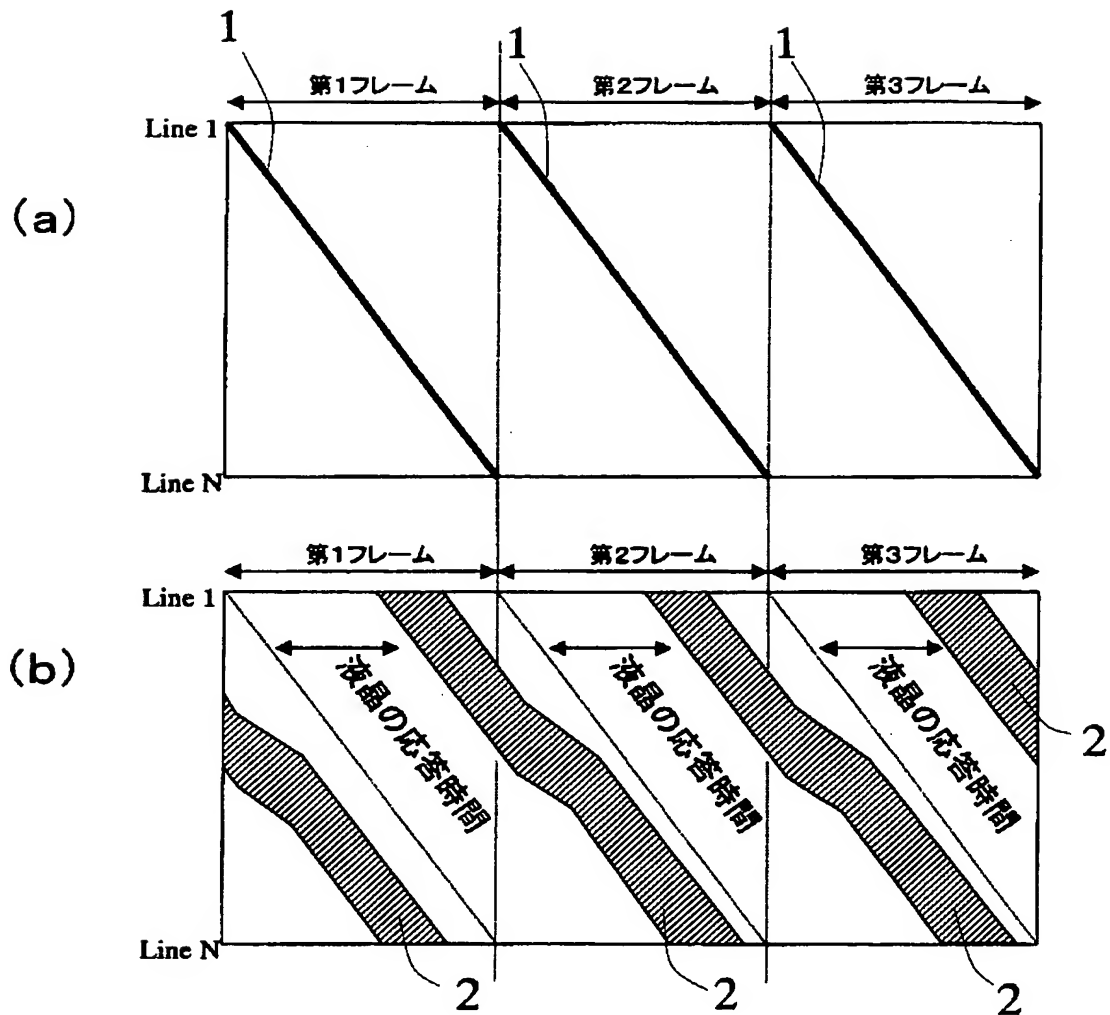 1
1
1
第1フレーム
第2フレーム
第3フレーム
Line 1
(a)
Line N
第1フレーム
第2フレーム
第3フレーム
Line 1
(b)
液晶の応答時間
液晶の応答時間
液晶の応答時間
2
Line N
2
2
2